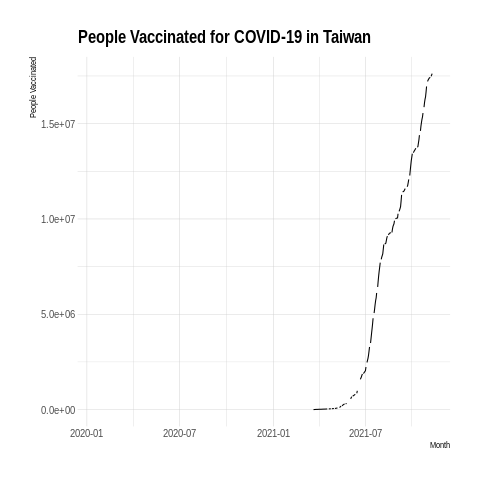 People Vaccinated for COVID-19 in Taiwan
People Vaccinated
1.5e+07
1.0e+07
5.0e+06
0.0e+00
2020-01
2020-07
2021-01
2021-07
Month